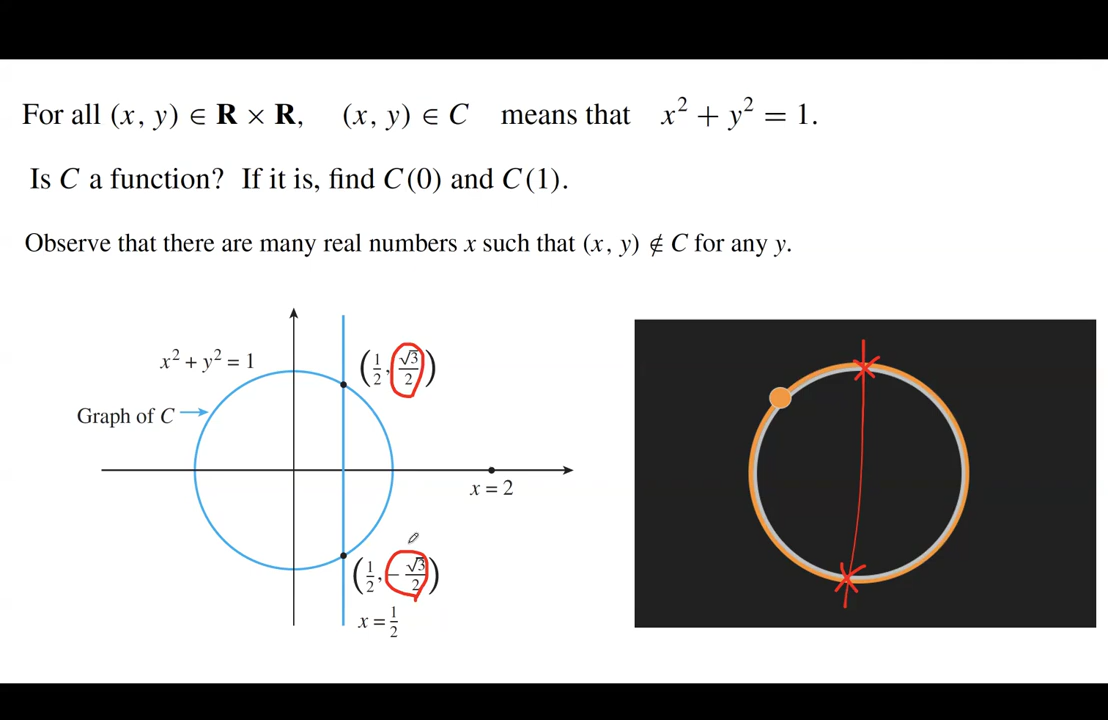 For all (x, y) ∈ R × R, (x, y) ∈ C means that x² + y² = 1.
Is C a function? If it is, find C(0) and C(1).
Observe that there are many real numbers x such that (x, y) ∉ C for any y.
x² + y² = 1
(1/2, √3/2)
Graph of C
x = 2
(1/2, −√3/2)
x = 1/2